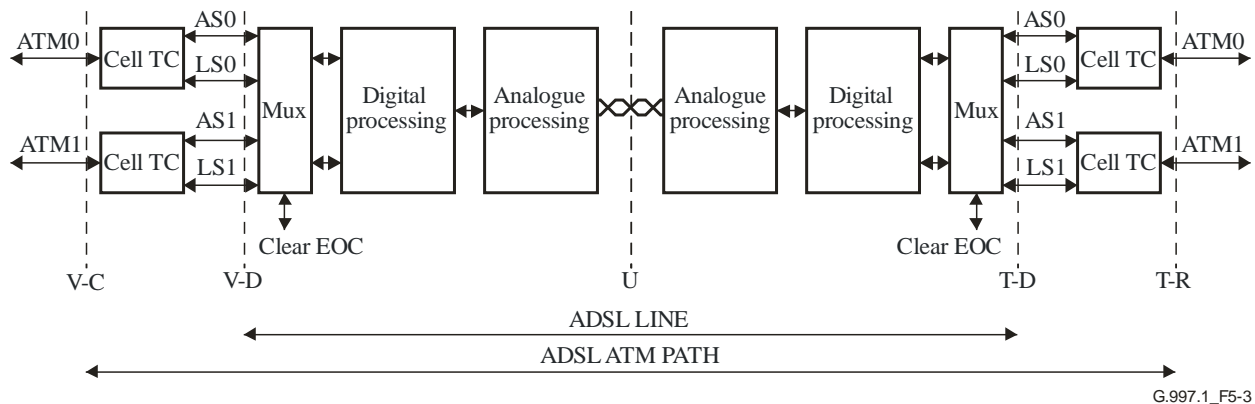 AS0 AS0
ATM0 ATM0
Cell TC Cell TC
LS0 LS0
Mux Digital processing Analogue processing Analogue processing Digital processing Mux
AS1 AS1
ATM1 ATM1
Cell TC Cell TC
LS1 LS1
Clear EOC Clear EOC
V-C V-D U T-D T-R
ADSL LINE
ADSL ATM PATH
G.997.1_F5-3